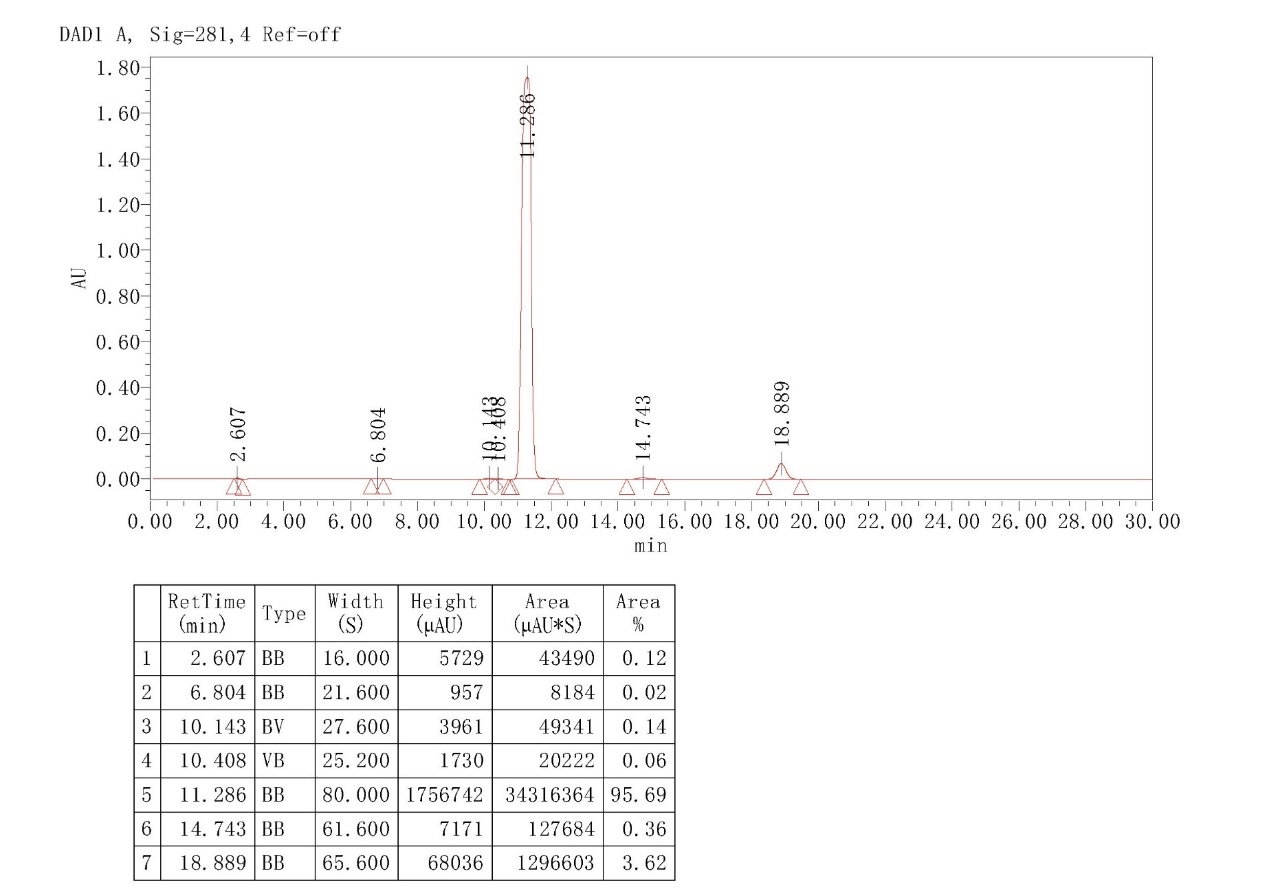 DAD1 A, Sig=281,4 Ref=off
1.80
1.60
1.40
1.20
1.00
0.80
0.60
0.40
0.20
0.00
AU
2.607
6.804
10.143
10.408
11.286
14.743
18.889
0.00 2.00 4.00 6.00 8.00 10.00 12.00 14.00 16.00 18.00 20.00 22.00 24.00 26.00 28.00 30.00
min
RetTime (min) Type Width (S) Height (μAU) Area (μAU*S) Area %
1 2.607 BB 16.000 5729 43490 0.12
2 6.804 BB 21.600 957 8184 0.02
3 10.143 BV 27.600 3961 49341 0.14
4 10.408 VB 25.200 1730 20222 0.06
5 11.286 BB 80.000 1756742 34316364 95.69
6 14.743 BB 61.600 7171 127684 0.36
7 18.889 BB 65.600 68036 1296603 3.62